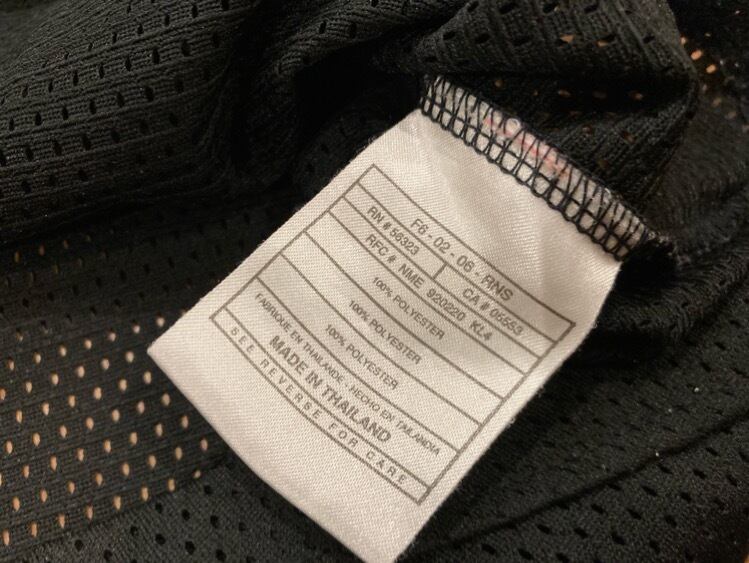 F6 - 02 - 06 - RNS
RN # 56323 CA # 05553
RFC # NME 920220 KL4
100% POLYESTER
100% POLYESTER
100% POLYESTER
FABRIQUE EN THAILANDE - HECHO EN TAILANDIA
MADE IN THAILAND
SEE REVERSE FOR CARE